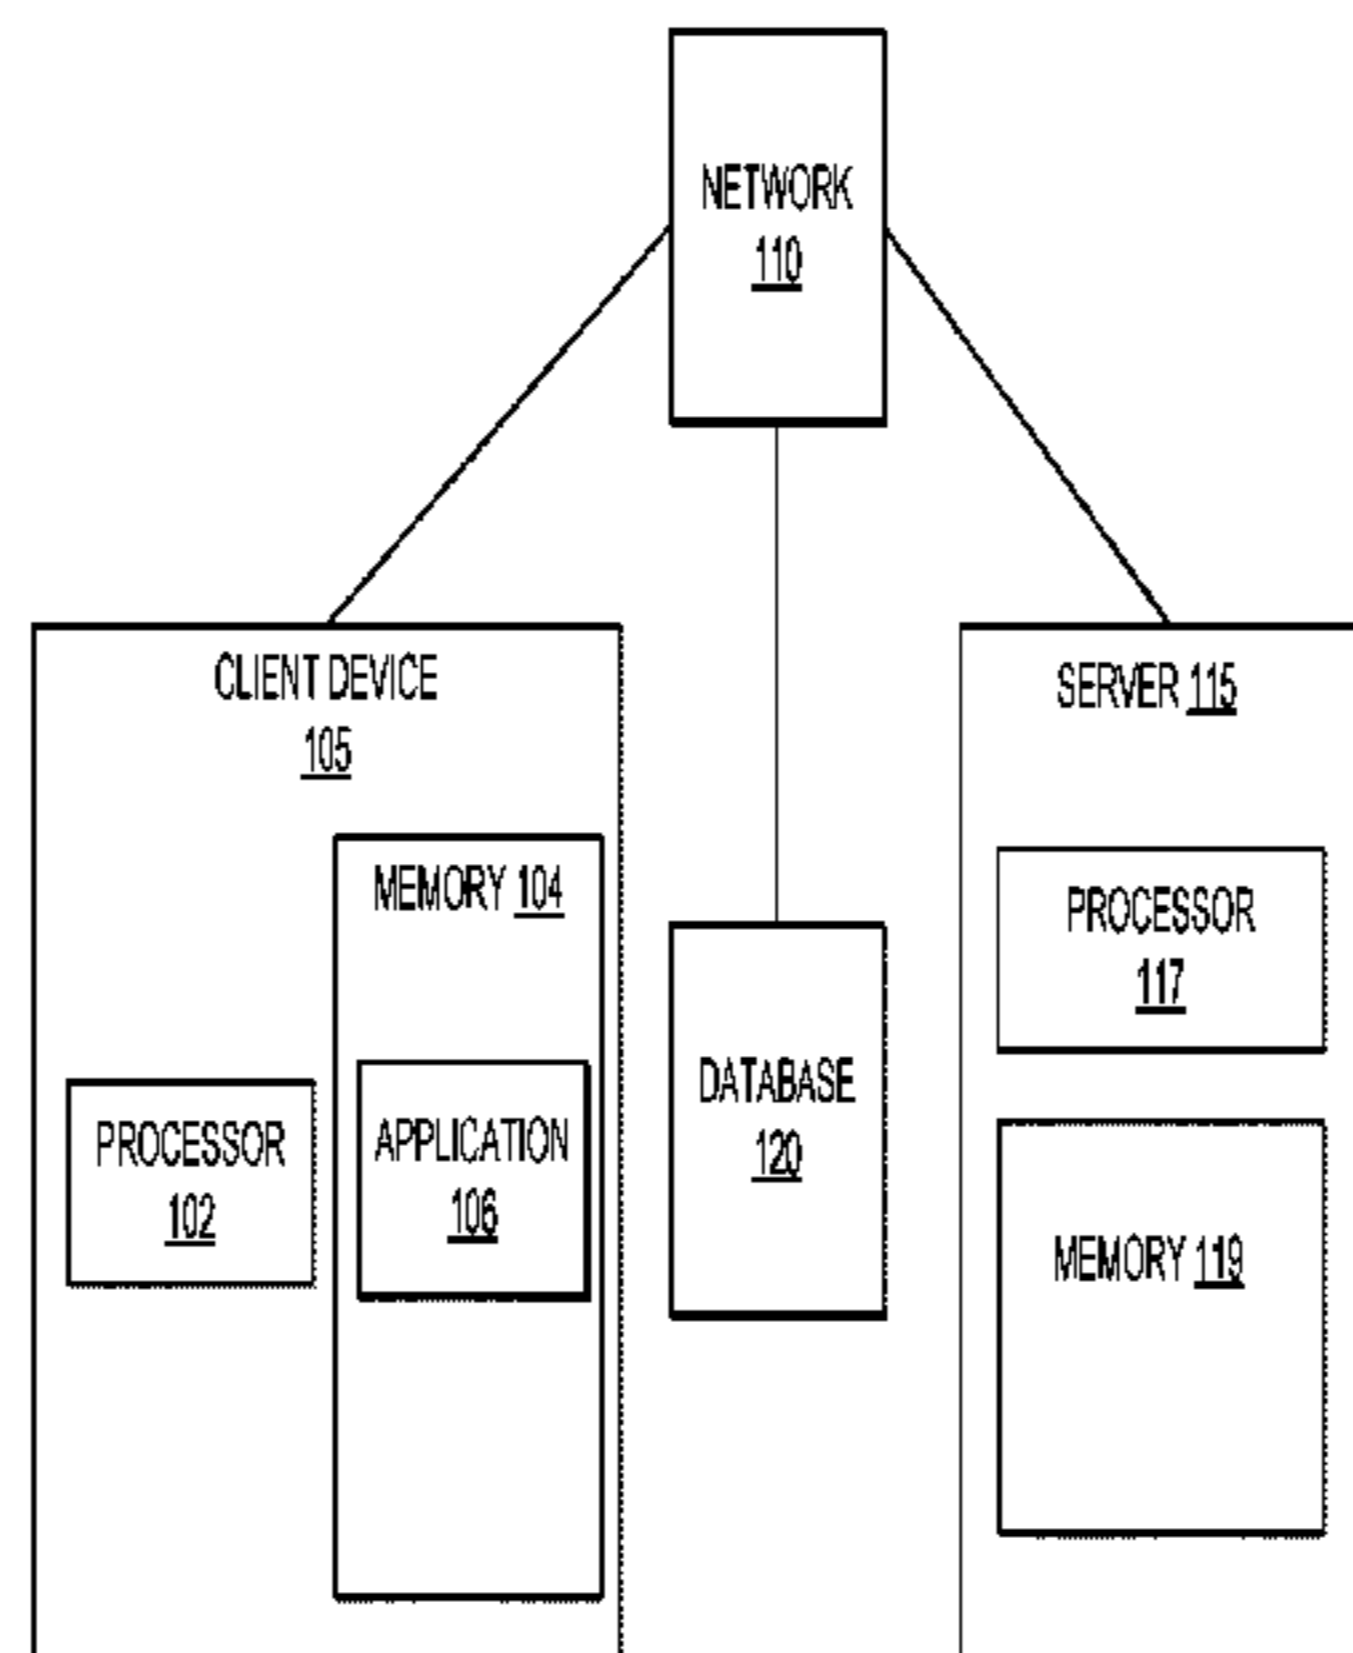 NETWORK
110
CLIENT DEVICE
105
MEMORY 104
PROCESSOR
102
APPLICATION
106
DATABASE
120
SERVER 115
PROCESSOR
117
MEMORY 119